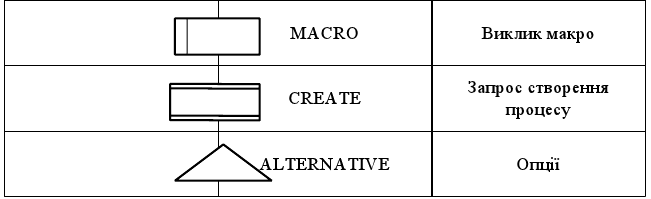 MACRO
Виклик макро
CREATE
Запрос створення
процесу
ALTERNATIVE
Опції